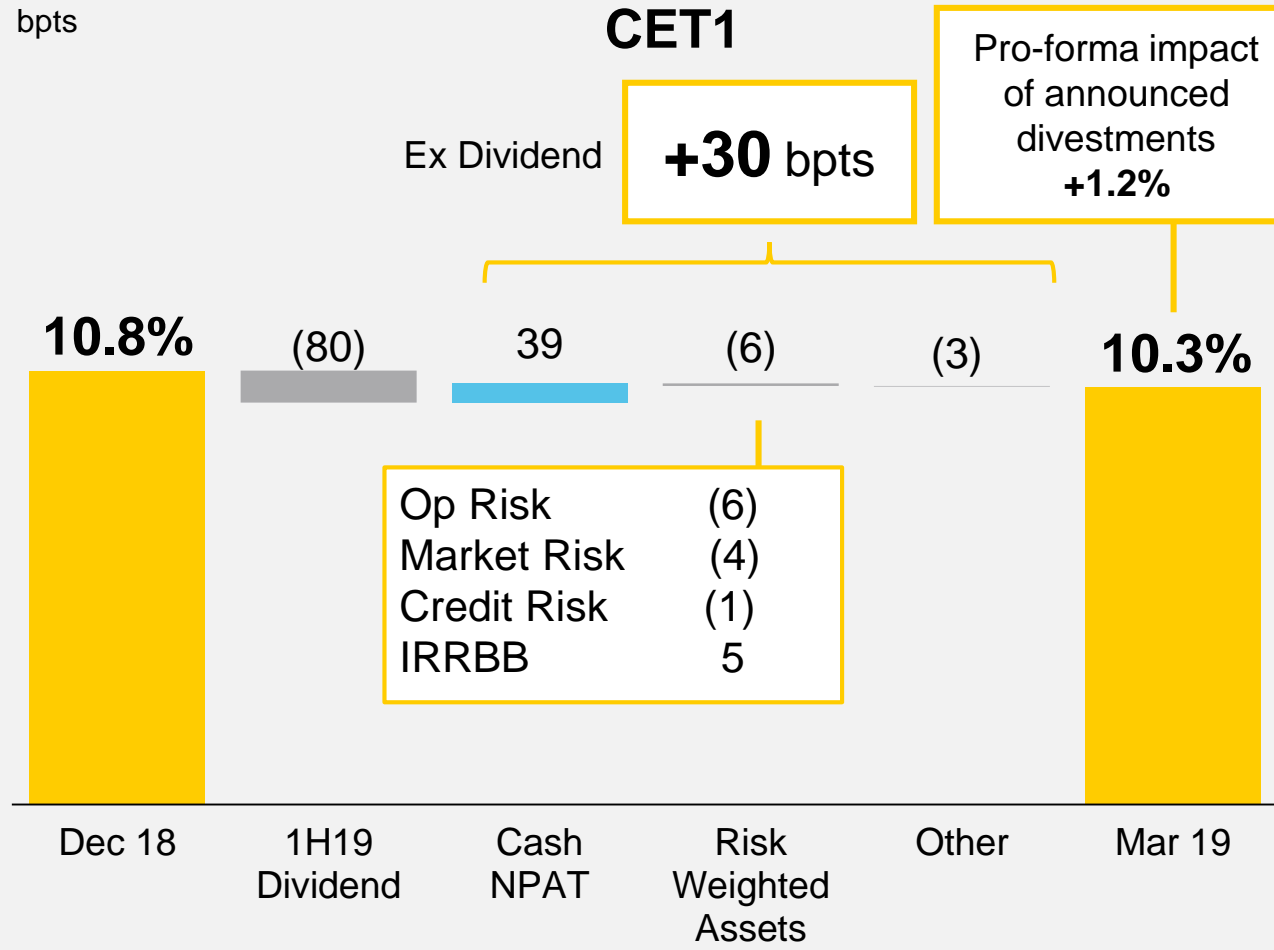 bpts
CET1
Ex Dividend
+30 bpts
Pro-forma impact
of announced
divestments
+1.2%
10.8%
(80)
39
(6)
(3)
10.3%
Op Risk (6)
Market Risk (4)
Credit Risk (1)
IRRBB 5
Dec 18
1H19
Dividend
Cash
NPAT
Risk
Weighted
Assets
Other
Mar 19